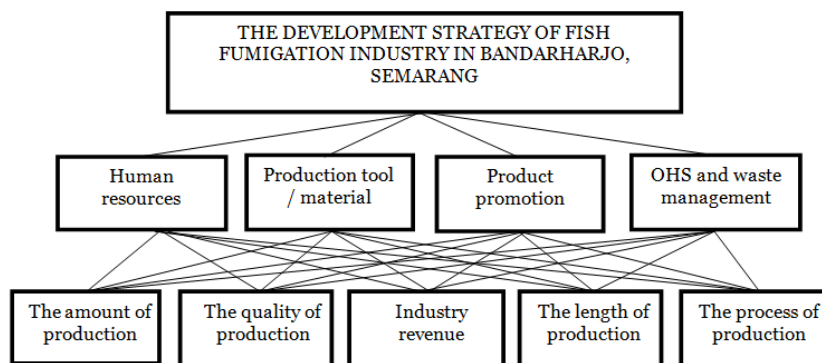 THE DEVELOPMENT STRATEGY OF FISH
FUMIGATION INDUSTRY IN BANDARHARJO,
SEMARANG
Human
resources
Production tool
/ material
Product
promotion
OHS and waste
management
The amount of
production
The quality of
production
Industry
revenue
The length of
production
The process of
production